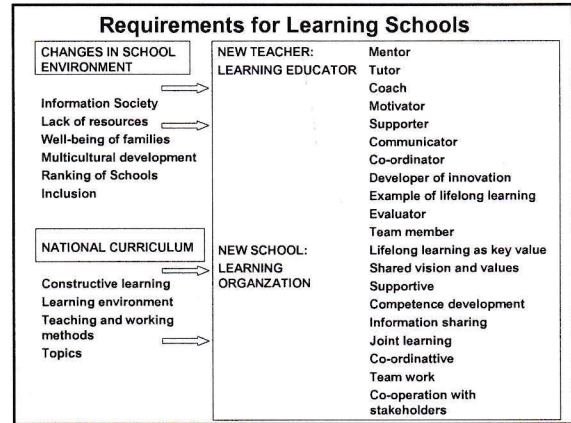 Requirements for Learning Schools
CHANGES IN SCHOOL
ENVIRONMENT
Information Society
Lack of resources
Well-being of families
Multicultural development
Ranking of Schools
Inclusion
NATIONAL CURRICULUM
Constructive learning
Learning environment
Teaching and working
methods
Topics
NEW TEACHER:
LEARNING EDUCATOR
Mentor
Tutor
Coach
Motivator
Supporter
Communicator
Co-ordinator
Developer of innovation
Example of lifelong learning
Evaluator
Team member
NEW SCHOOL:
LEARNING
ORGANZATION
Lifelong learning as key value
Shared vision and values
Supportive
Competence development
Information sharing
Joint learning
Co-ordinattive
Team work
Co-operation with
stakeholders